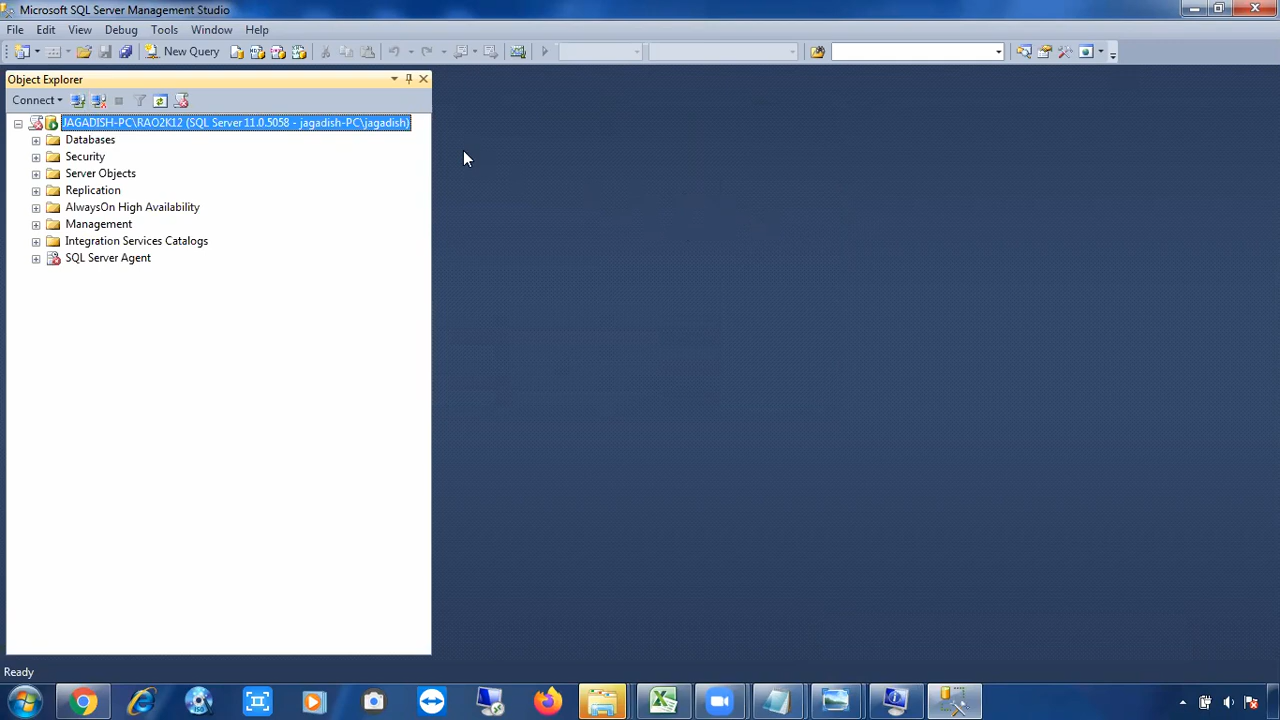 Microsoft SQL Server Management Studio
File Edit View Debug Tools Window Help
New Query
Object Explorer
Connect
JAGADISH-PC\RAO2K12 (SQL Server 11.0.5058 - jagadish-PC\jagadish)
Databases
Security
Server Objects
Replication
AlwaysOn High Availability
Management
Integration Services Catalogs
SQL Server Agent
Ready